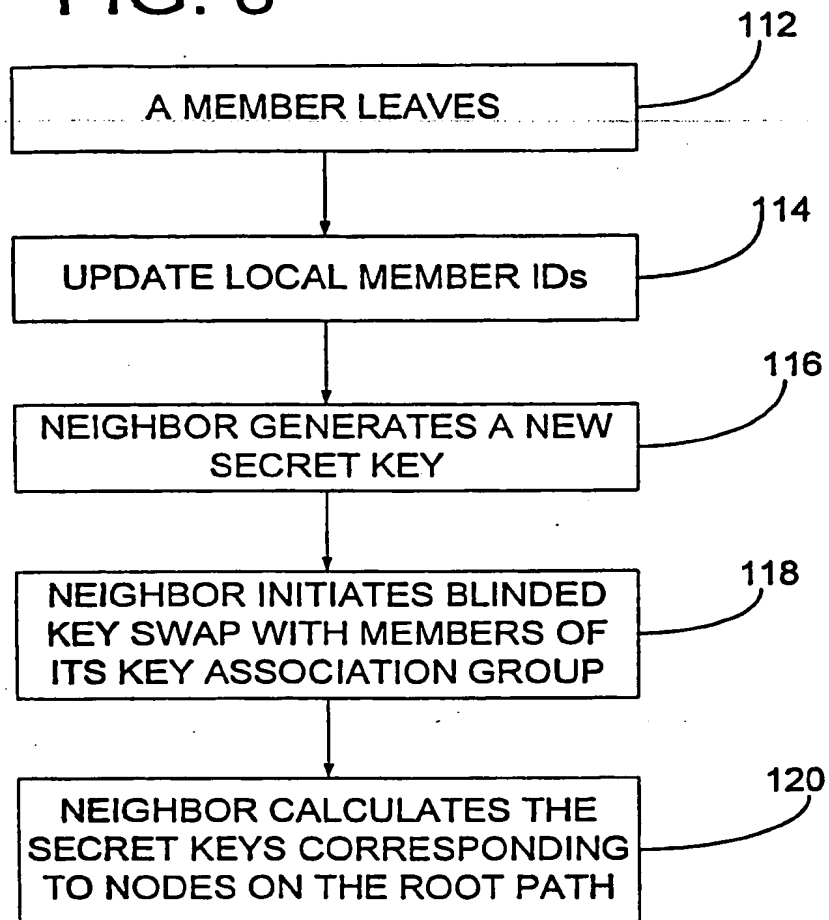 112
A MEMBER LEAVES
114
UPDATE LOCAL MEMBER IDs
116
NEIGHBOR GENERATES A NEW
SECRET KEY
118
NEIGHBOR INITIATES BLINDED
KEY SWAP WITH MEMBERS OF
ITS KEY ASSOCIATION GROUP
120
NEIGHBOR CALCULATES THE
SECRET KEYS CORRESPONDING
TO NODES ON THE ROOT PATH